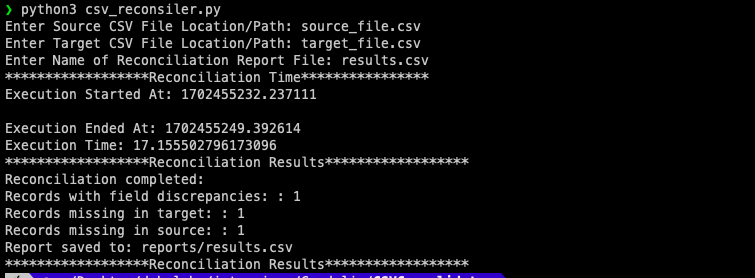 ❯ python3 csv_reconsiler.py
Enter Source CSV File Location/Path: source_file.csv
Enter Target CSV File Location/Path: target_file.csv
Enter Name of Reconciliation Report File: results.csv
******************Reconciliation Time****************
Execution Started At: 1702455232.237111
Execution Ended At: 1702455249.392614
Execution Time: 17.155502796173096
******************Reconciliation Results******************
Reconciliation completed:
Records with field discrepancies: : 1
Records missing in target: : 1
Records missing in source: : 1
Report saved to: reports/results.csv
******************Reconciliation Results******************